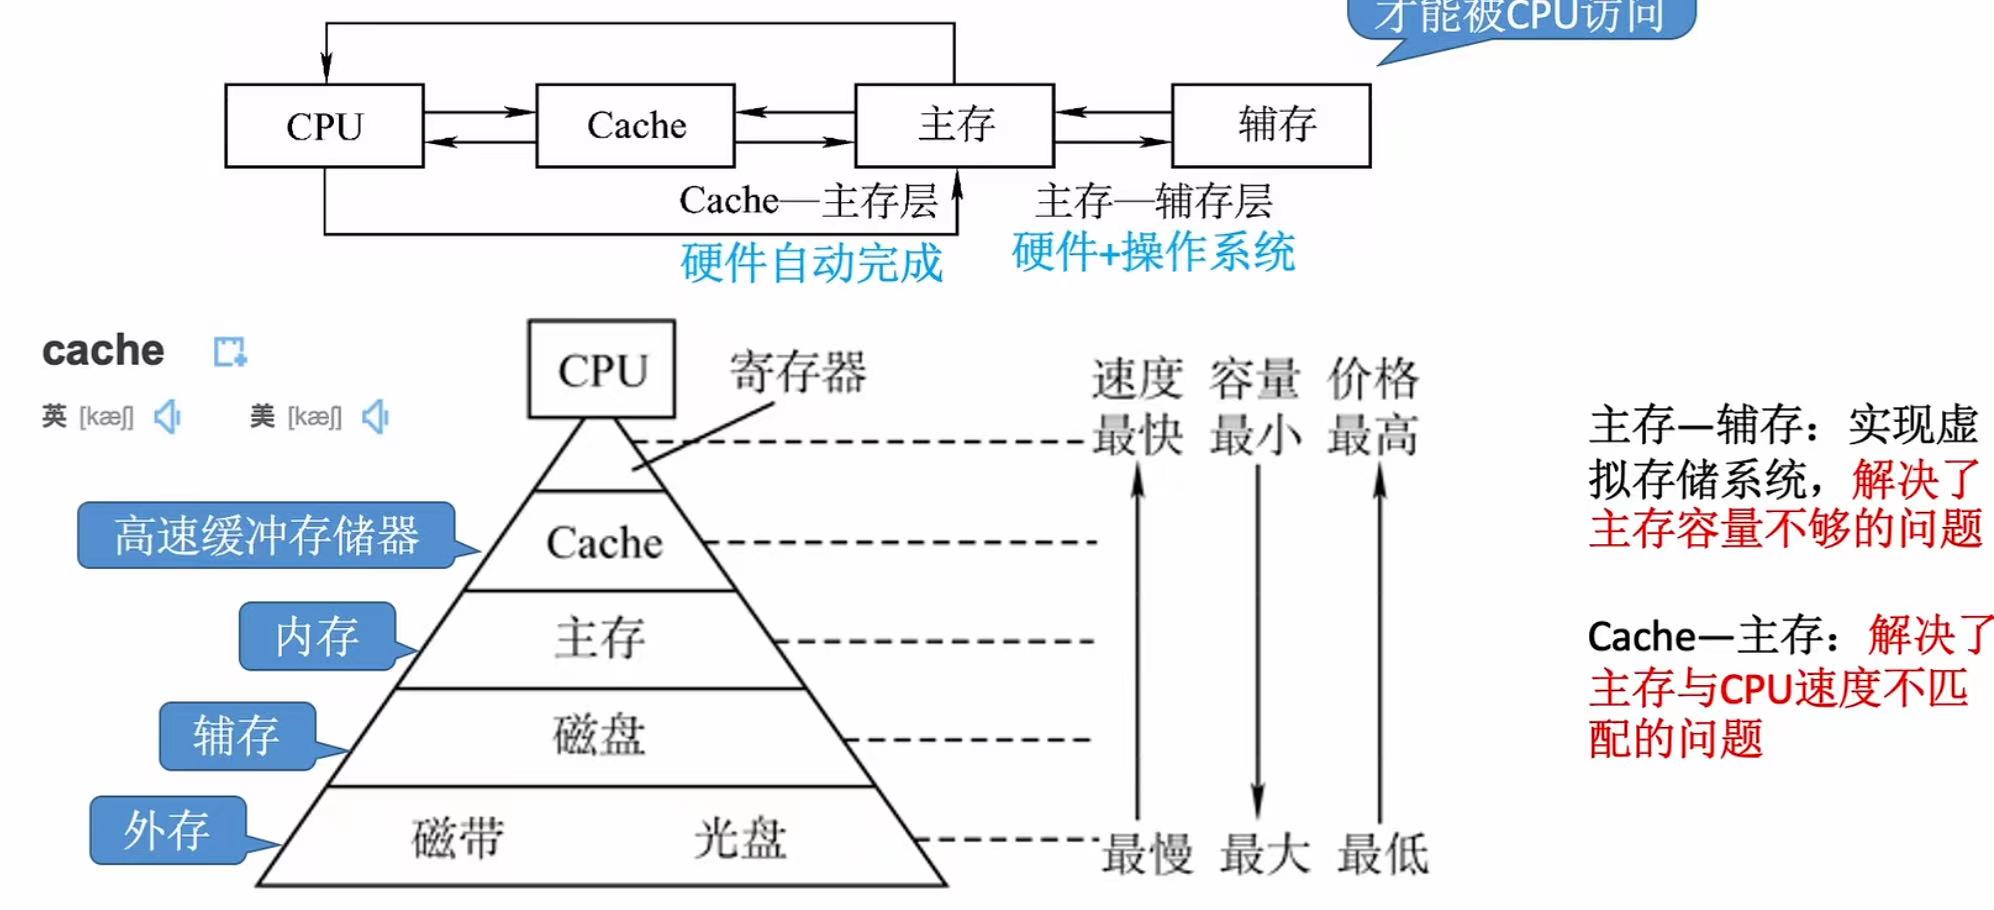 才能被CPU访问
CPU
Cache
主存
辅存
Cache—主存层
主存—辅存层
硬件自动完成
硬件+操作系统
cache
英 [kæʃ]
美 [kæʃ]
CPU
寄存器
速度 容量 价格
最快 最小 最高
高速缓冲存储器
Cache
内存
主存
辅存
磁盘
外存
磁带
光盘
最慢 最大 最低
主存—辅存：实现虚
拟存储系统，解决了
主存容量不够的问题
Cache—主存：解决了
主存与CPU速度不匹
配的问题